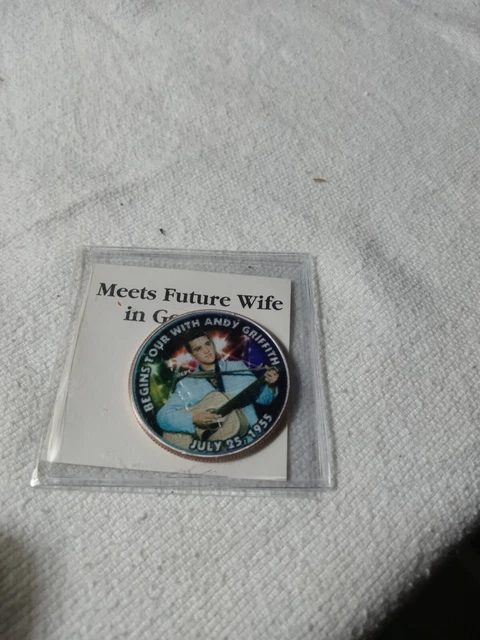 Meets Future Wife
in
BEGINS TOUR WITH ANDY GRIFFITH
JULY 25, 1955